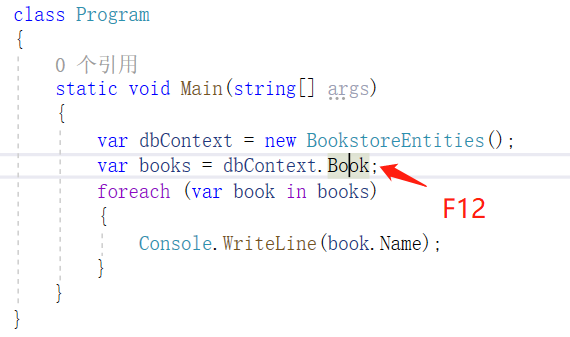 class Program
{
0 个引用
static void Main(string[] args)
{
var dbContext = new BookstoreEntities();
var books = dbContext.Book;
foreach (var book in books)
F12
{
Console.WriteLine(book.Name);
}
}
}